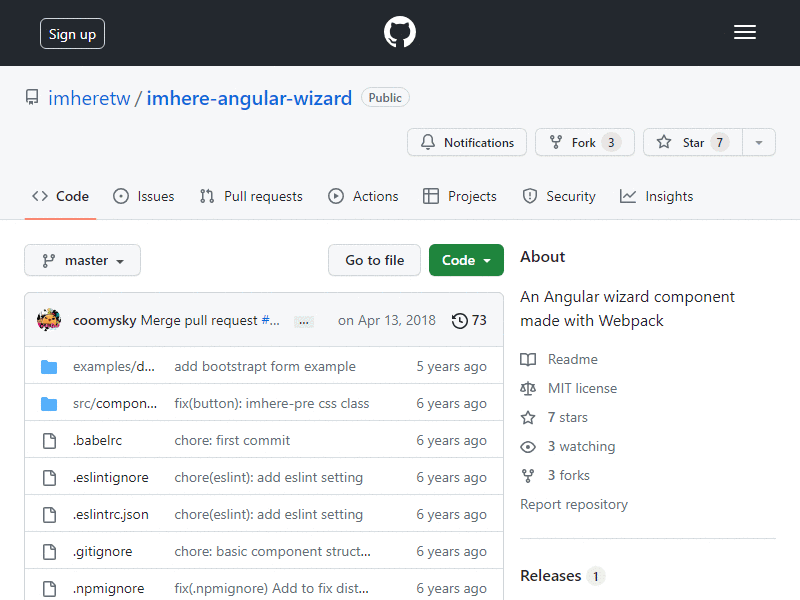 Sign up
imheretw / imhere-angular-wizard Public
Notifications Fork 3 Star 7
Code Issues Pull requests Actions Projects Security Insights
master Go to file Code
coomysky Merge pull request #... ... on Apr 13, 2018 73
examples/d... add bootstrapt form example 5 years ago
src/compon... fix(button): imhere-pre css class 6 years ago
.babelrc chore: first commit 6 years ago
.eslintignore chore(eslint): add eslint setting 6 years ago
.eslintrc.json chore(eslint): add eslint setting 6 years ago
.gitignore chore: basic component struct... 6 years ago
.npmignore fix(.npmignore) Add to fix dist... 6 years ago
About
An Angular wizard component
made with Webpack
Readme
MIT license
7 stars
3 watching
3 forks
Report repository
Releases 1